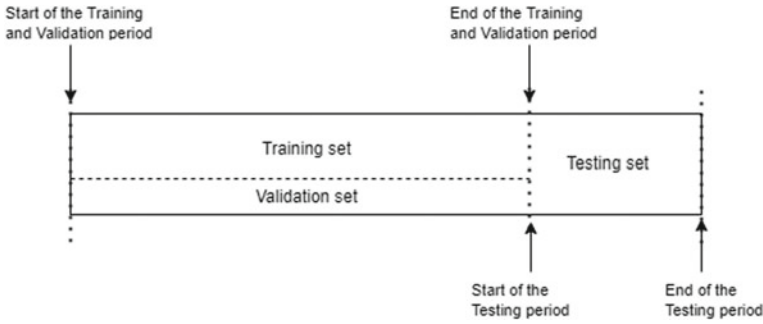 Start of the Training
and Validation period
End of the Training
and Validation period
Training set
Testing set
Validation set
Start of the
Testing period
End of the
Testing period